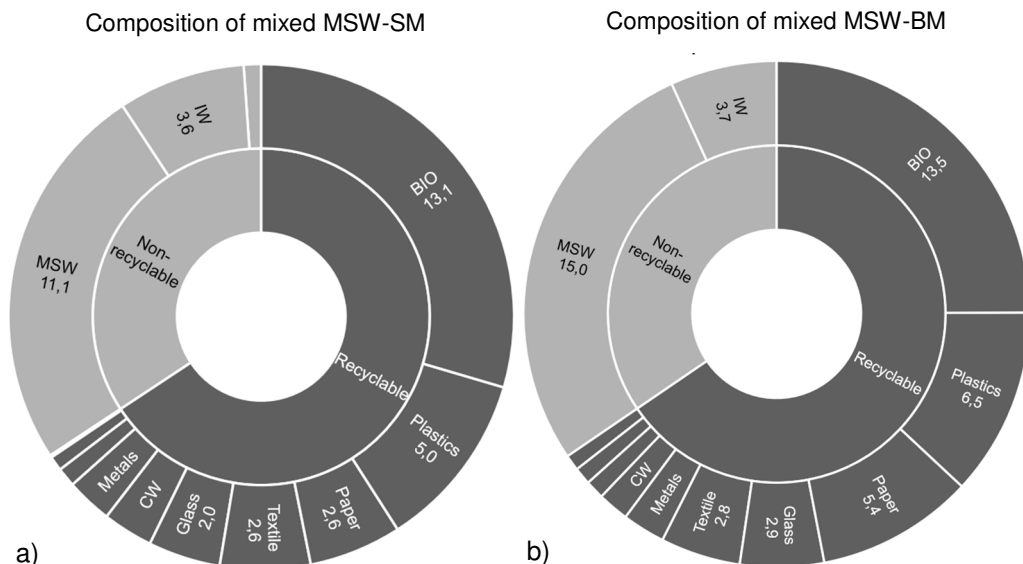 Composition of mixed MSW-SM
IW
3,6
BIO
13,1
MSW
11,1
Non-
recyclable
Recyclable
Plastics
5,0
Paper
2,6
Textile
2,6
Glass
2,0
CW
Metals
a)
Composition of mixed MSW-BM
IW
3,7
BIO
13,5
MSW
15,0
Non-
recyclable
Recyclable
Plastics
6,5
Paper
5,4
Glass
2,9
Textile
2,8
Metals
CW
b)